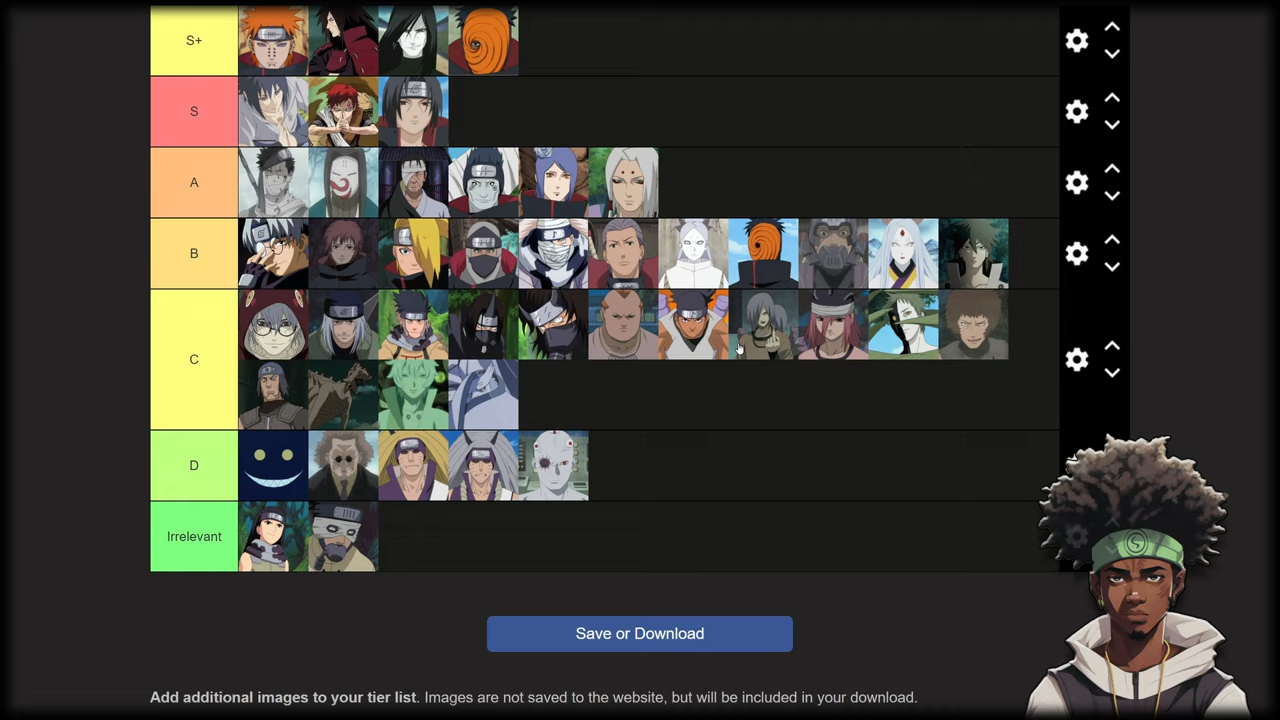 S+
S
A
B
C
D
Irrelevant
Save or Download
Add additional images to your tier list. Images are not saved to the website, but will be included in your download.